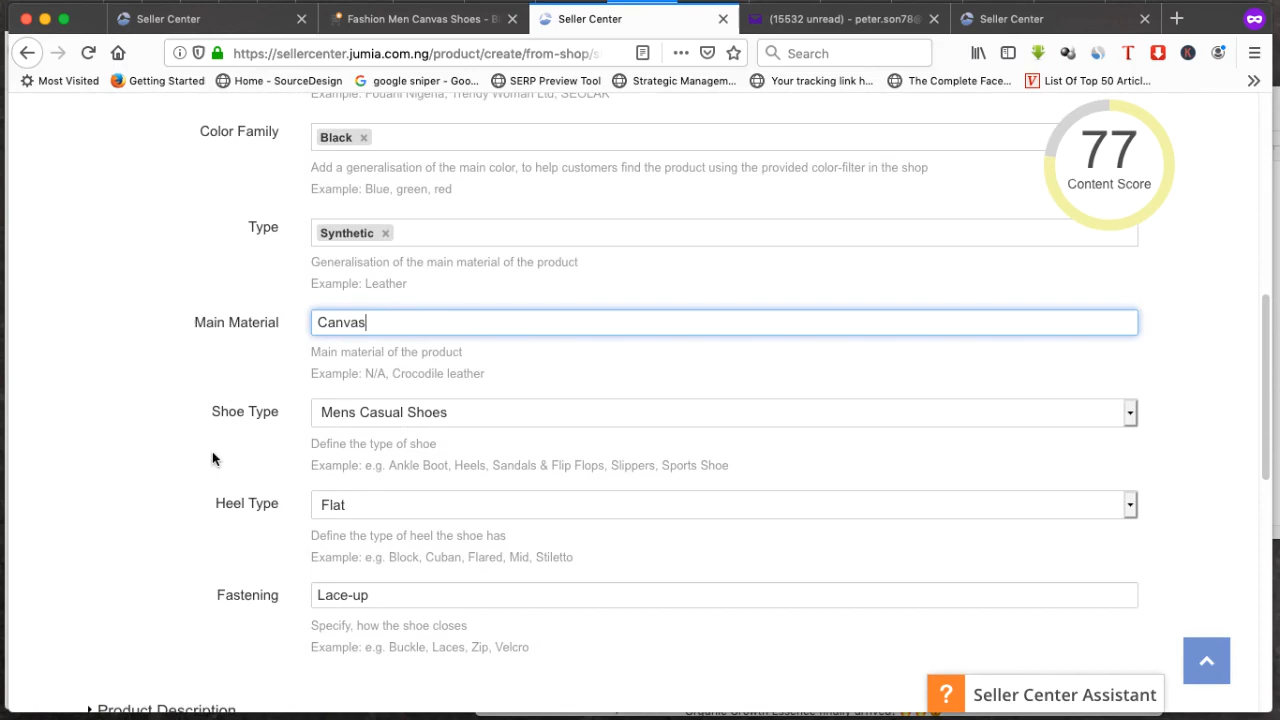 Seller Center
Fashion Men Canvas Shoes - Bl
Seller Center
(15532 unread) - peter.son78@
Seller Center
https://sellercenter.jumia.com.ng/product/create/from-shop/s
Search
Most Visited
Getting Started
Home - SourceDesign
google sniper - Goo...
SERP Preview Tool
Strategic Managem...
Your tracking link h...
The Complete Face...
List Of Top 50 Articl...
Example: Fouani Nigeria, Trendy Woman Ltd, SEOLAK
Color Family
Black ×
Add a generalisation of the main color, to help customers find the product using the provided color-filter in the shop
Example: Blue, green, red
77
Content Score
Type
Synthetic ×
Generalisation of the main material of the product
Example: Leather
Main Material
Canvas
Main material of the product
Example: N/A, Crocodile leather
Shoe Type
Mens Casual Shoes
Define the type of shoe
Example: e.g. Ankle Boot, Heels, Sandals & Flip Flops, Slippers, Sports Shoe
Heel Type
Flat
Define the type of heel the shoe has
Example: e.g. Block, Cuban, Flared, Mid, Stiletto
Fastening
Lace-up
Specify, how the shoe closes
Example: e.g. Buckle, Laces, Zip, Velcro
? Seller Center Assistant
Product Description